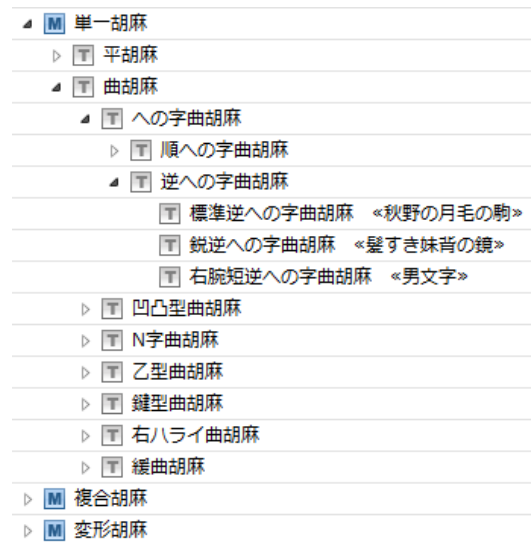 M 単一胡麻
T 平胡麻
T 曲胡麻
T への字曲胡麻
T 順への字曲胡麻
T 逆への字曲胡麻
T 標準逆への字曲胡麻　«秋野の月毛の駒»
T 鋭逆への字曲胡麻　«髪すき妹背の鏡»
T 右腕短逆への字曲胡麻　«男文字»
T 凹凸型曲胡麻
T N字曲胡麻
T 乙型曲胡麻
T 鍵型曲胡麻
T 右ハライ曲胡麻
T 緩曲胡麻
M 複合胡麻
M 変形胡麻